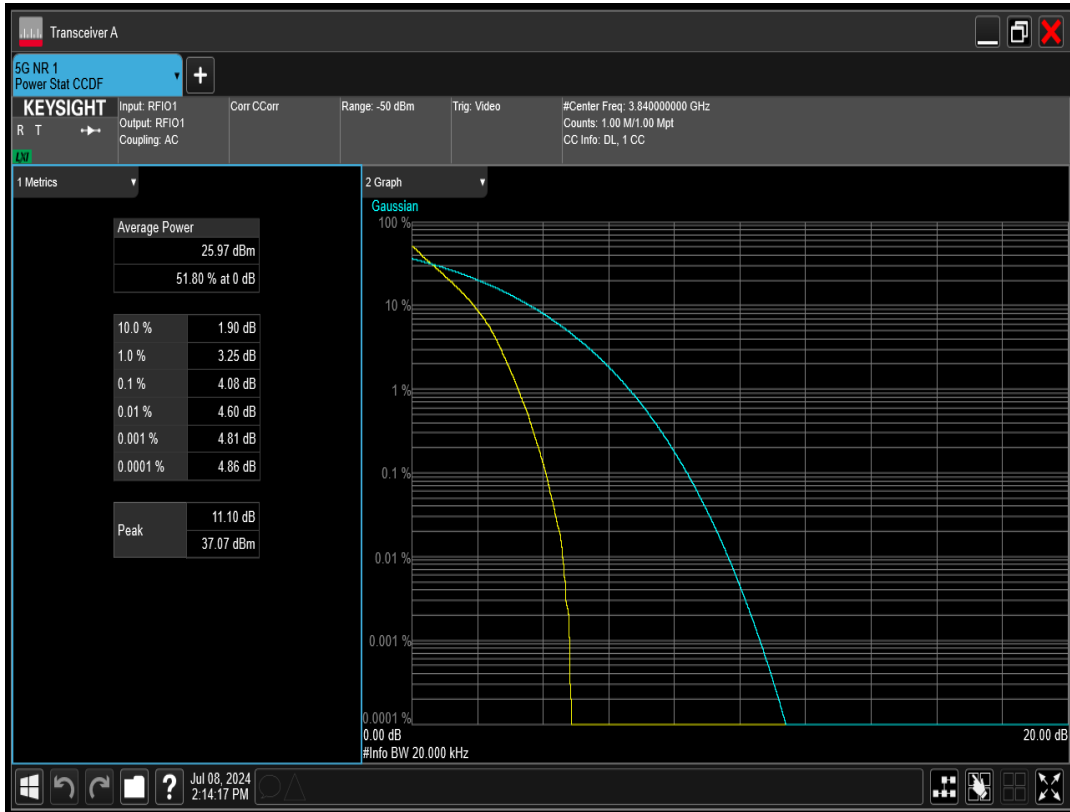 Transceiver A
5G NR 1
Power Stat CCDF
KEYSIGHT
R T
LXI
Input: RFIO1
Output: RFIO1
Coupling: AC
Corr CCorr
Range: -50 dBm
Trig: Video
#Center Freq: 3.840000000 GHz
Counts: 1.00 M/1.00 Mpt
CC Info: DL, 1 CC
1 Metrics
Average Power
25.97 dBm
51.80 % at 0 dB
10.0 % 1.90 dB
1.0 % 3.25 dB
0.1 % 4.08 dB
0.01 % 4.60 dB
0.001 % 4.81 dB
0.0001 % 4.86 dB
Peak
11.10 dB
37.07 dBm
2 Graph
Gaussian
100 %
10 %
1 %
0.1 %
0.01 %
0.001 %
0.0001 %
0.00 dB 20.00 dB
#Info BW 20.000 kHz
?
Jul 08, 2024
2:14:17 PM